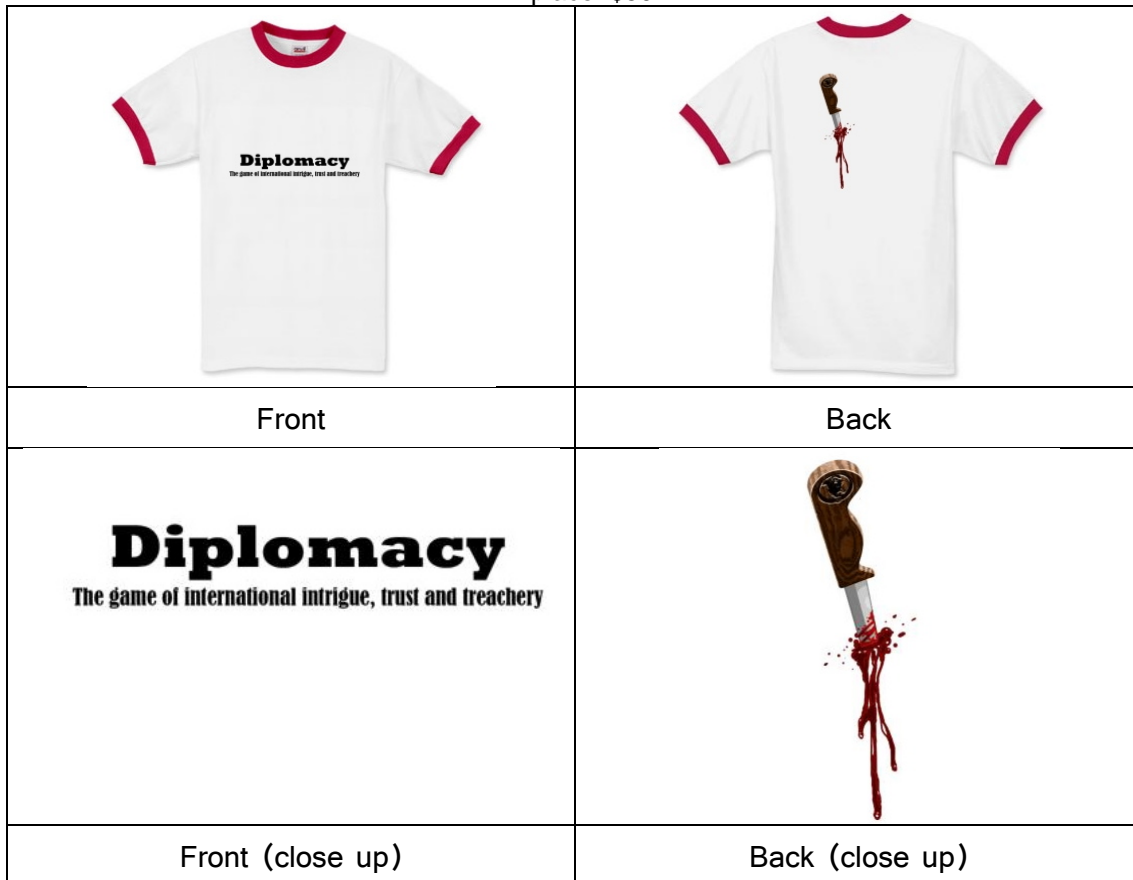 Diplomacy
The game of international intrigue, trust and treachery
Front
Back
Diplomacy
The game of international intrigue, trust and treachery
Front (close up)
Back (close up)